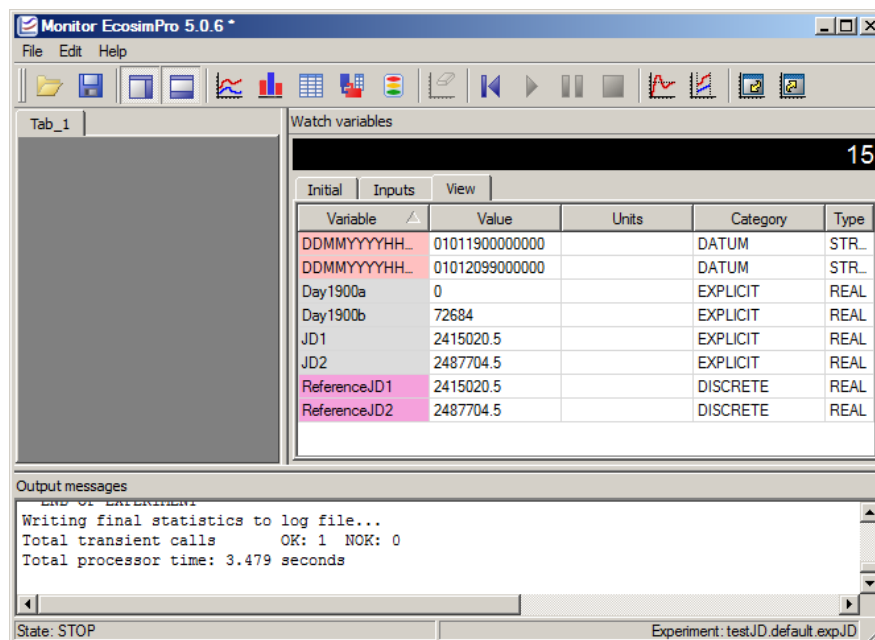 Monitor EcosimPro 5.0.6 *
File Edit Help
Tab_1
Watch variables
15
Initial Inputs View
Variable Value Units Category Type
DDMMYYYYHH... 01011900000000 DATUM STR...
DDMMYYYYHH... 01012099000000 DATUM STR...
Day1900a 0 EXPLICIT REAL
Day1900b 72684 EXPLICIT REAL
JD1 2415020.5 EXPLICIT REAL
JD2 2487704.5 EXPLICIT REAL
ReferenceJD1 2415020.5 DISCRETE REAL
ReferenceJD2 2487704.5 DISCRETE REAL
Output messages
END OF EXPERIMENT
Writing final statistics to log file...
Total transient calls OK: 1 NOK: 0
Total processor time: 3.479 seconds
State: STOP
Experiment: testJD.default.expJD